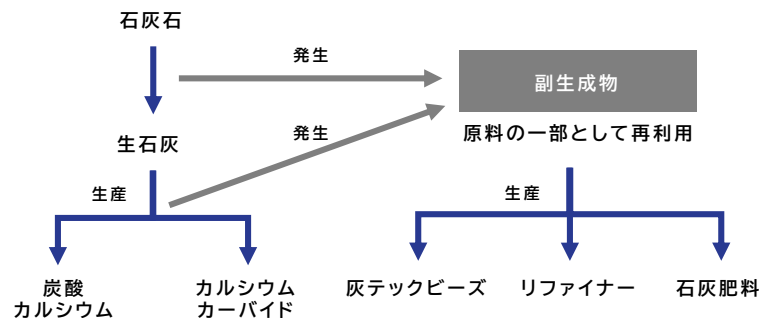 石灰石
発生
副生成物
発生
原料の一部として再利用
生石灰
生産
生産
炭酸
カルシウム
カルシウム
カーバイド
灰テックビーズ
リファイナー
石灰肥料